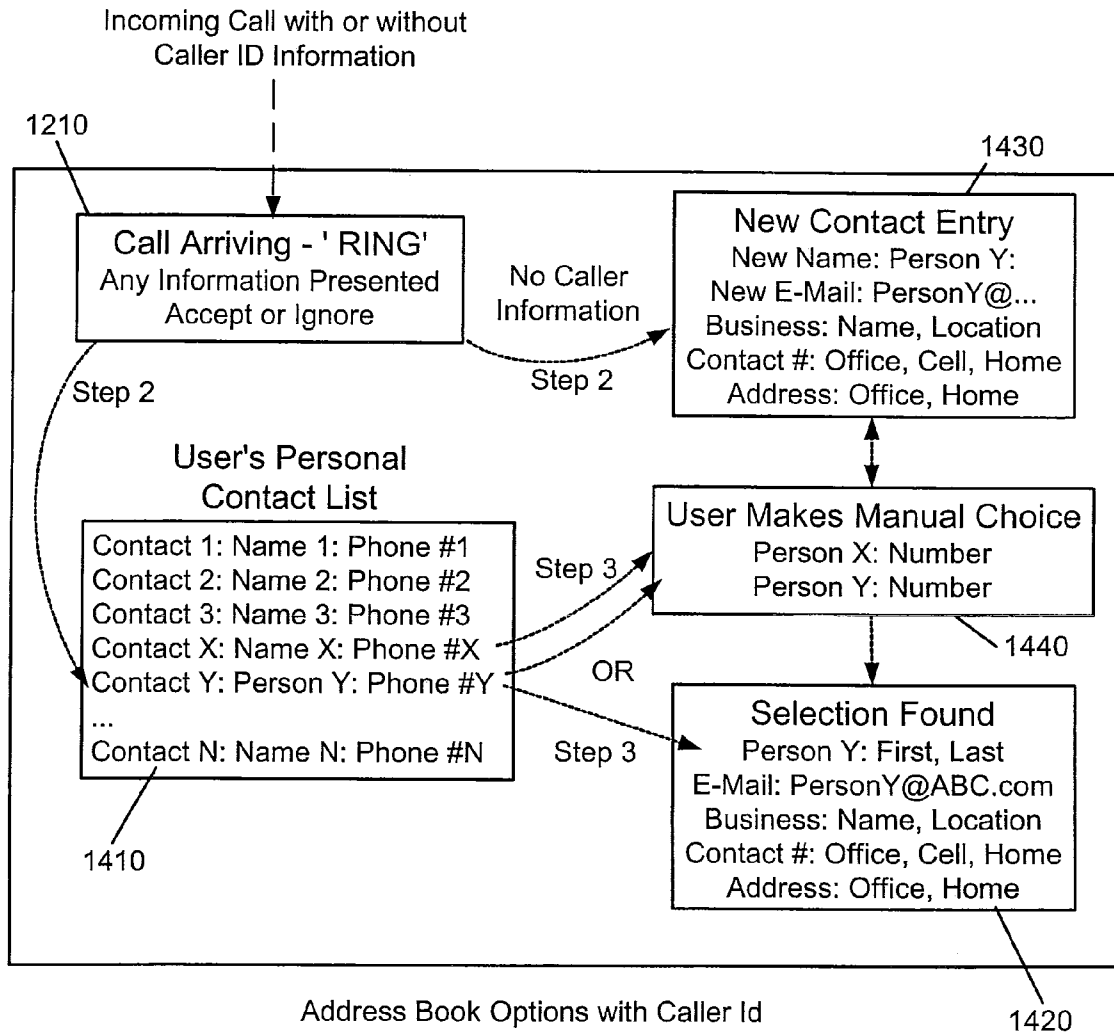 Incoming Call with or without
Caller ID Information
1210
1430
Call Arriving - ' RING'
Any Information Presented
Accept or Ignore
No Caller
Information
Step 2
New Contact Entry
New Name: Person Y:
New E-Mail: PersonY@...
Business: Name, Location
Contact #: Office, Cell, Home
Address: Office, Home
Step 2
User's Personal
Contact List
Contact 1: Name 1: Phone #1
Contact 2: Name 2: Phone #2
Contact 3: Name 3: Phone #3
Contact X: Name X: Phone #X
Contact Y: Person Y: Phone #Y
...
Contact N: Name N: Phone #N
1410
Step 3
OR
Step 3
User Makes Manual Choice
Person X: Number
Person Y: Number
1440
Selection Found
Person Y: First, Last
E-Mail: PersonY@ABC.com
Business: Name, Location
Contact #: Office, Cell, Home
Address: Office, Home
1420
Address Book Options with Caller Id